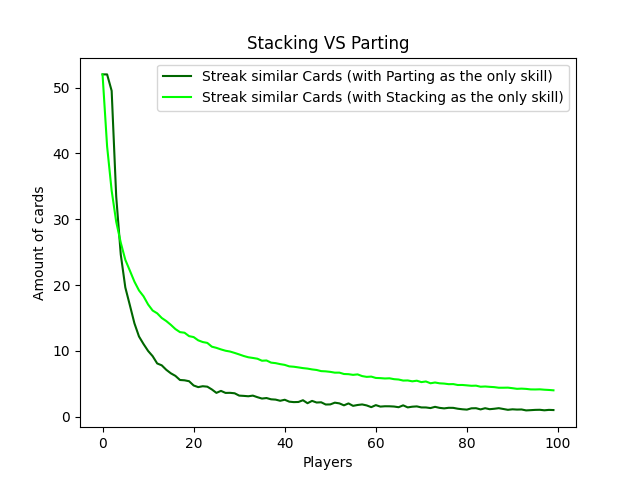 Stacking VS Parting
Streak similar Cards (with Parting as the only skill)
Streak similar Cards (with Stacking as the only skill)
Amount of cards
50
40
30
20
10
0
0 20 40 60 80 100
Players